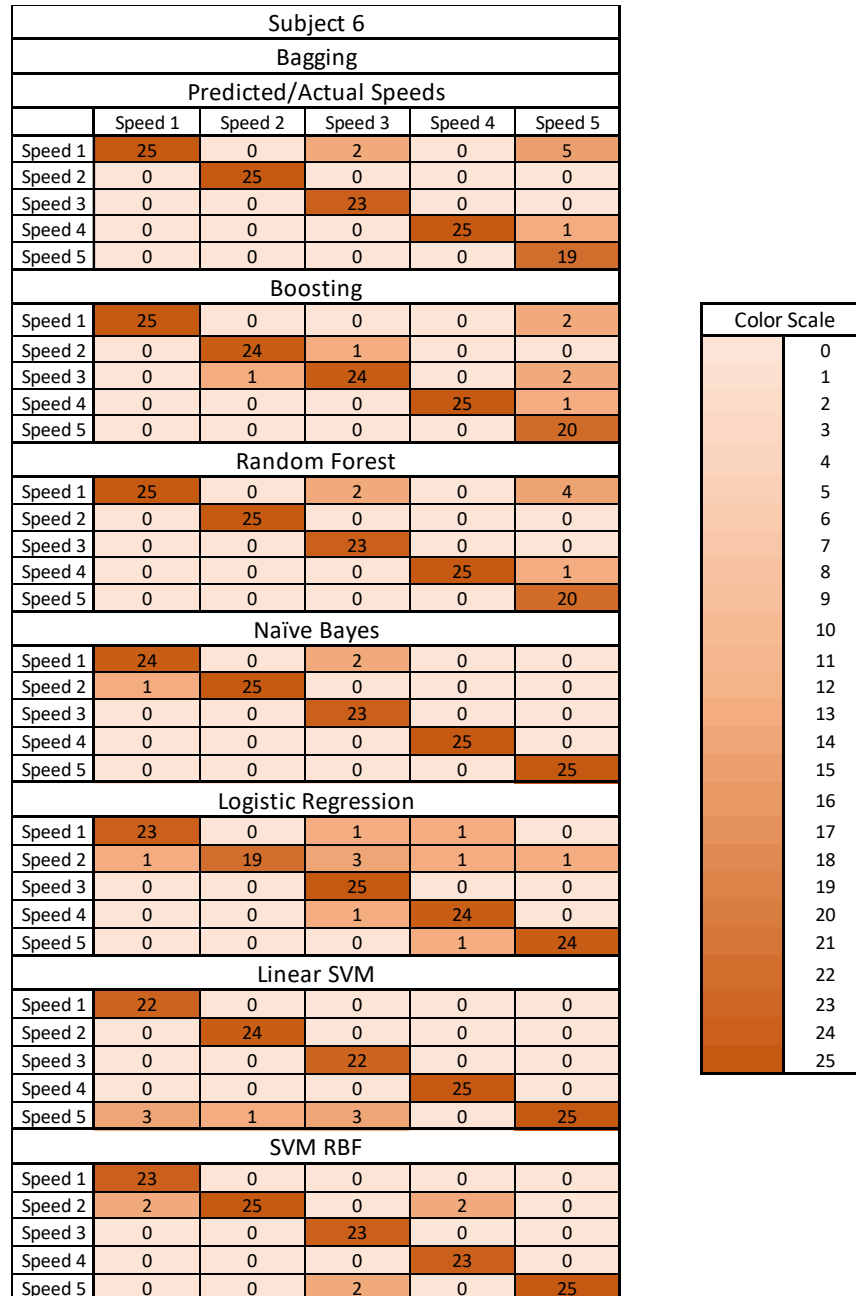 Subject 6
Bagging
Predicted/Actual Speeds
Speed 1 Speed 2 Speed 3 Speed 4 Speed 5
Speed 1 25 0 2 0 5
Speed 2 0 25 0 0 0
Speed 3 0 0 23 0 0
Speed 4 0 0 0 25 1
Speed 5 0 0 0 0 19
Boosting
Speed 1 25 0 0 0 2
Speed 2 0 24 1 0 0
Speed 3 0 1 24 0 2
Speed 4 0 0 0 25 1
Speed 5 0 0 0 0 20
Random Forest
Speed 1 25 0 2 0 4
Speed 2 0 25 0 0 0
Speed 3 0 0 23 0 0
Speed 4 0 0 0 25 1
Speed 5 0 0 0 0 20
Naïve Bayes
Speed 1 24 0 2 0 0
Speed 2 1 25 0 0 0
Speed 3 0 0 23 0 0
Speed 4 0 0 0 25 0
Speed 5 0 0 0 0 25
Logistic Regression
Speed 1 23 0 1 1 0
Speed 2 1 19 3 1 1
Speed 3 0 0 25 0 0
Speed 4 0 0 1 24 0
Speed 5 0 0 0 1 24
Linear SVM
Speed 1 22 0 0 0 0
Speed 2 0 24 0 0 0
Speed 3 0 0 22 0 0
Speed 4 0 0 0 25 0
Speed 5 3 1 3 0 25
SVM RBF
Speed 1 23 0 0 0 0
Speed 2 2 25 0 2 0
Speed 3 0 0 23 0 0
Speed 4 0 0 0 23 0
Speed 5 0 0 2 0 25
Color Scale
0
1
2
3
4
5
6
7
8
9
10
11
12
13
14
15
16
17
18
19
20
21
22
23
24
25